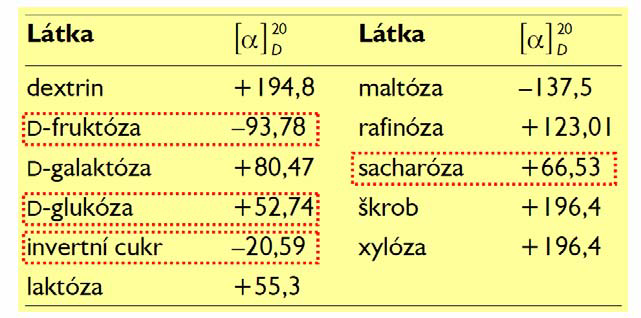 Látka [α]20D Látka [α]20D
dextrin +194,8 maltóza –137,5
D-fruktóza –93,78 rafinóza +123,01
D-galaktóza +80,47 sacharóza +66,53
D-glukóza +52,74 škrob +196,4
invertní cukr –20,59 xylóza +196,4
laktóza +55,3